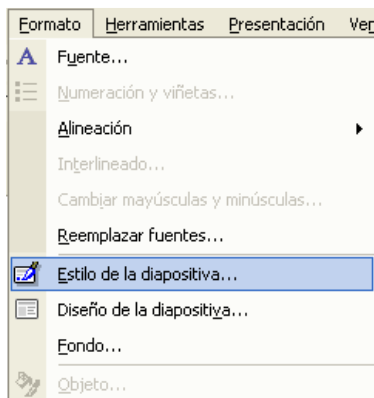 Formato Herramientas Presentación
Fuente...
Numeración y viñetas...
Alineación
Interlineado...
Cambiar mayúsculas y minúsculas...
Reemplazar fuentes...
Estilo de la diapositiva...
Diseño de la diapositiva...
Fondo...
Objeto...